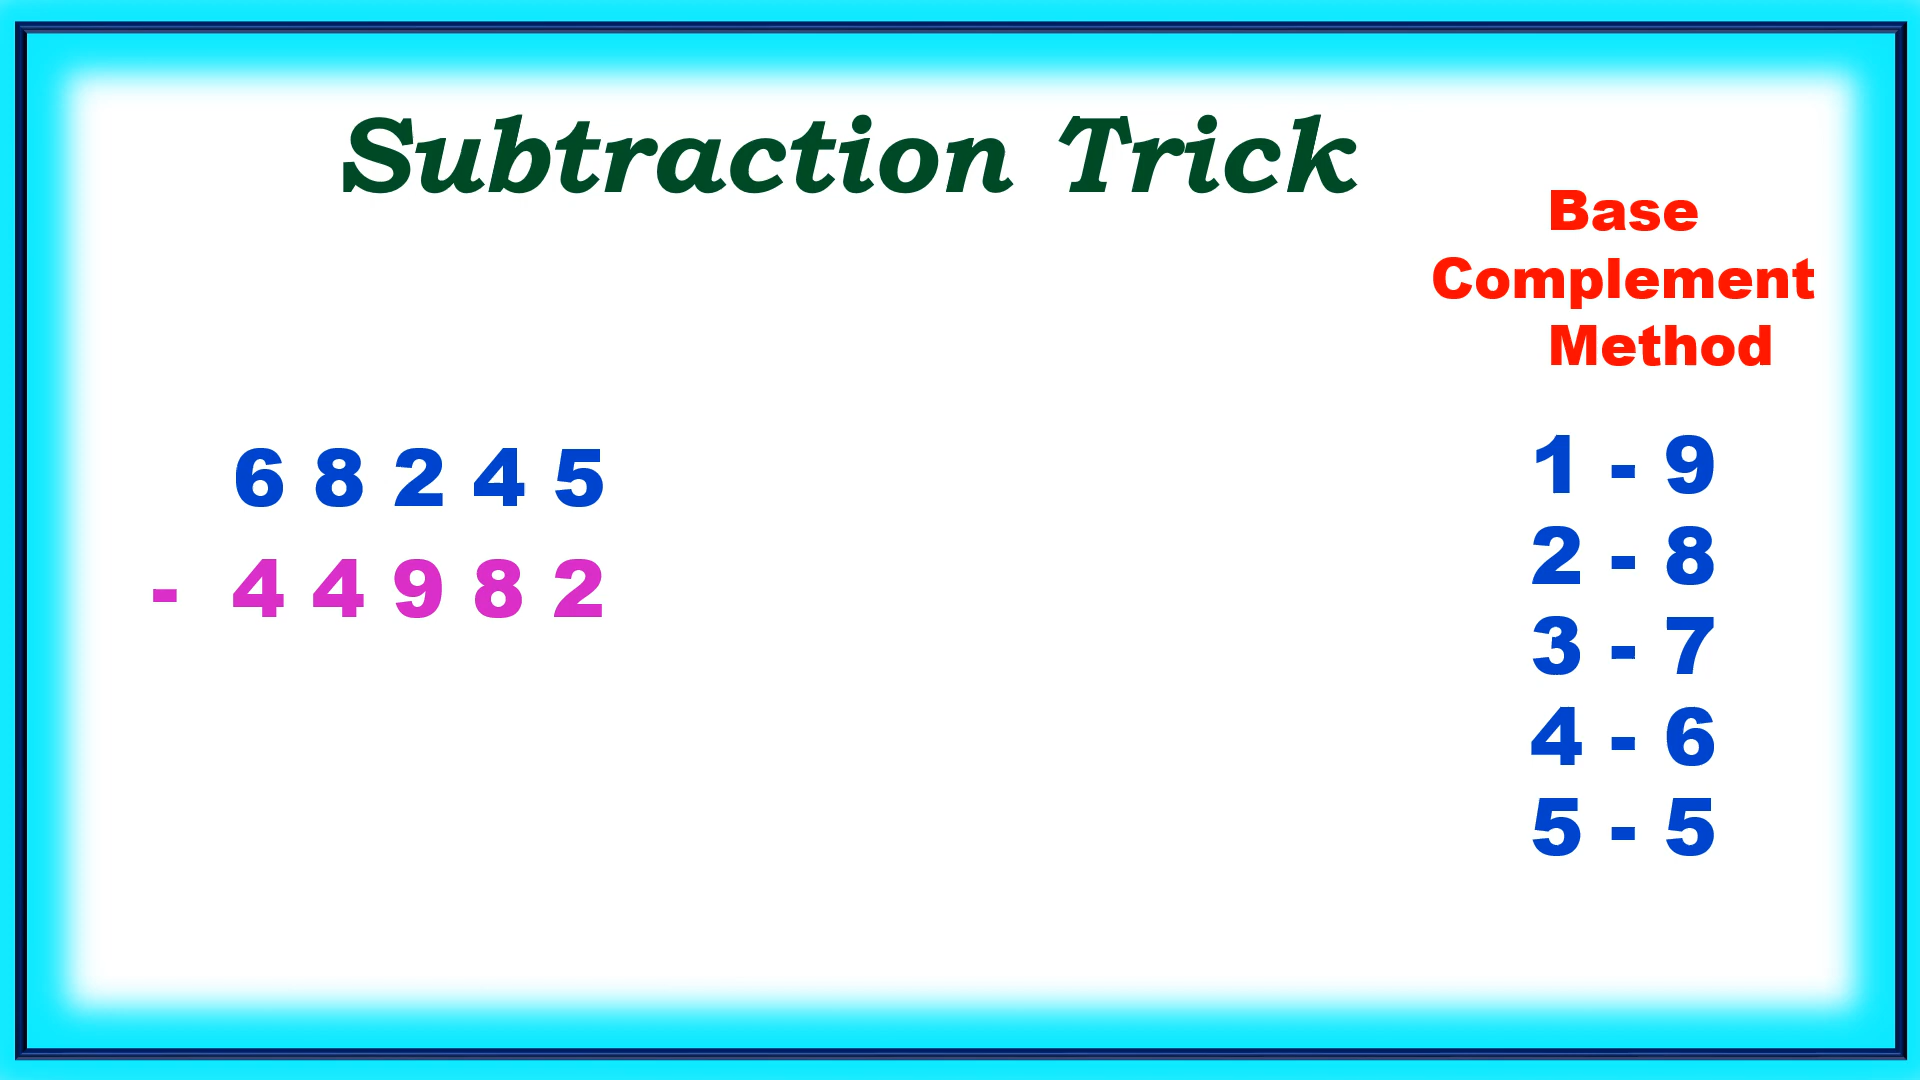 Subtraction Trick
Base
Complement
Method
6 8 2 4 5
- 4 4 9 8 2
1 - 9
2 - 8
3 - 7
4 - 6
5 - 5